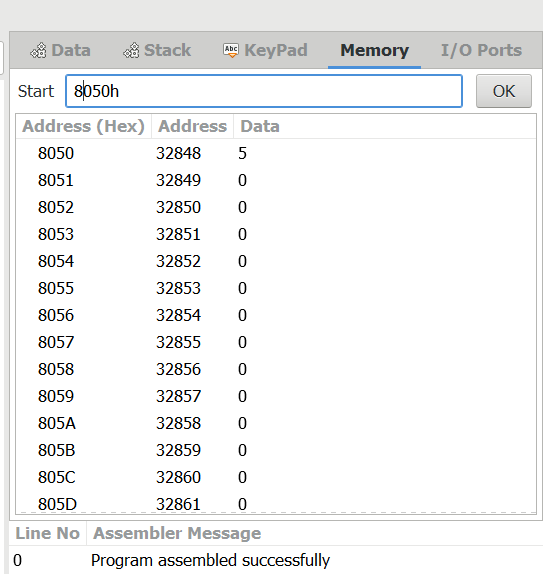 Data Stack Abc KeyPad Memory I/O Ports
Start 8050h OK
Address (Hex) Address Data
8050 32848 5
8051 32849 0
8052 32850 0
8053 32851 0
8054 32852 0
8055 32853 0
8056 32854 0
8057 32855 0
8058 32856 0
8059 32857 0
805A 32858 0
805B 32859 0
805C 32860 0
805D 32861 0
Line No Assembler Message
0 Program assembled successfully